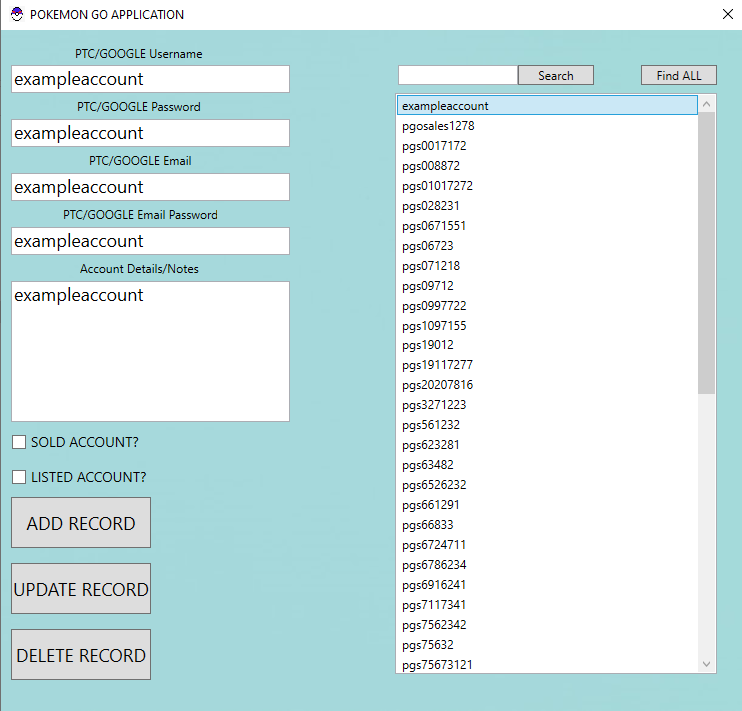 POKEMON GO APPLICATION
PTC/GOOGLE Username
exampleaccount
PTC/GOOGLE Password
exampleaccount
PTC/GOOGLE Email
exampleaccount
PTC/GOOGLE Email Password
exampleaccount
Account Details/Notes
exampleaccount
SOLD ACCOUNT?
LISTED ACCOUNT?
ADD RECORD
UPDATE RECORD
DELETE RECORD
Search
Find ALL
exampleaccount
pgosales1278
pgs0017172
pgs008872
pgs01017272
pgs028231
pgs0671551
pgs06723
pgs071218
pgs09712
pgs0997722
pgs1097155
pgs19012
pgs19117277
pgs20207816
pgs3271223
pgs561232
pgs623281
pgs63482
pgs6526232
pgs661291
pgs66833
pgs6724711
pgs6786234
pgs6916241
pgs7117341
pgs7562342
pgs75632
pgs75673121